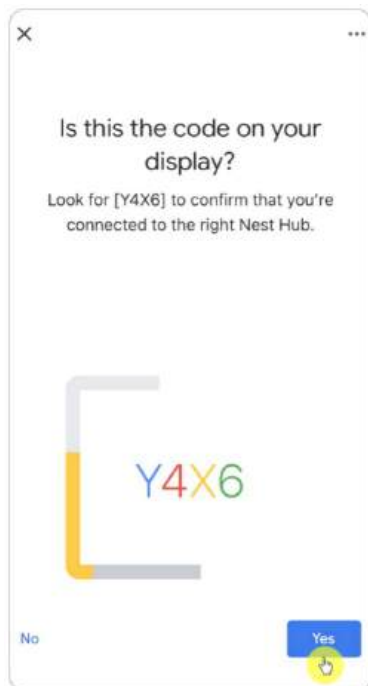 Is this the code on your
display?
Look for [Y4X6] to confirm that you're
connected to the right Nest Hub.
Y4X6
No
Yes